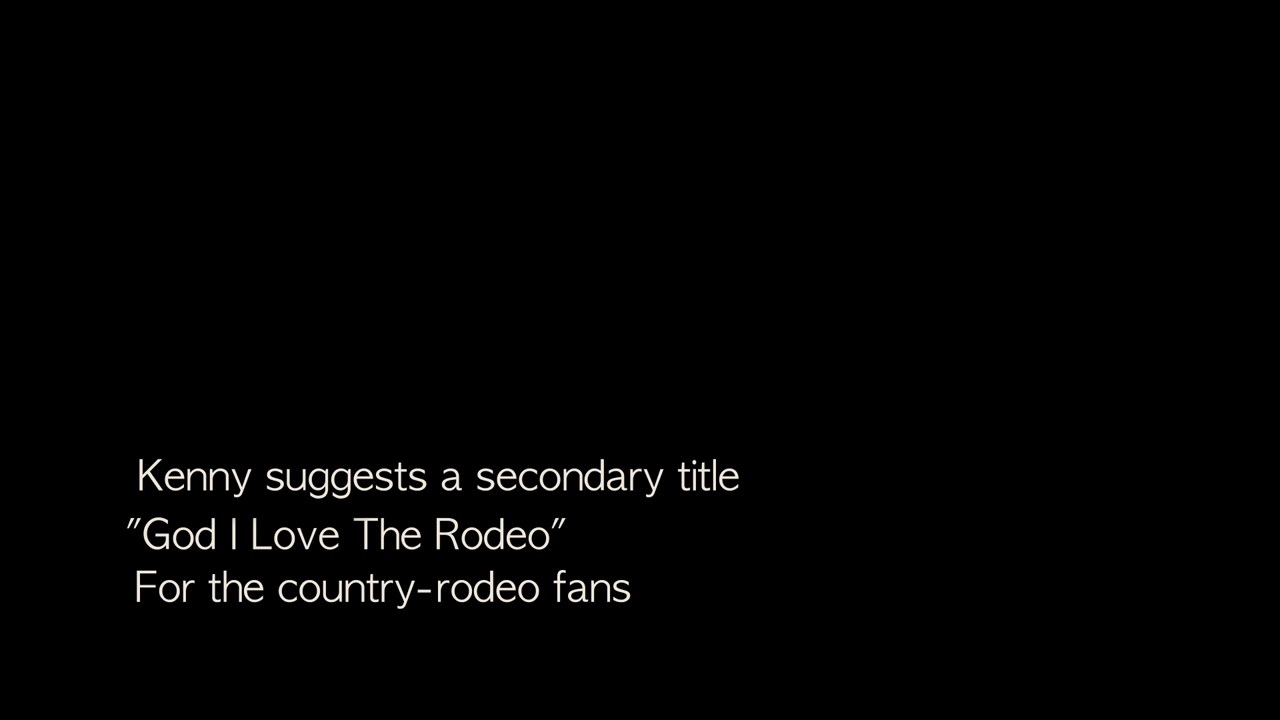 Kenny suggests a secondary title
"God I Love The Rodeo"
For the country-rodeo fans